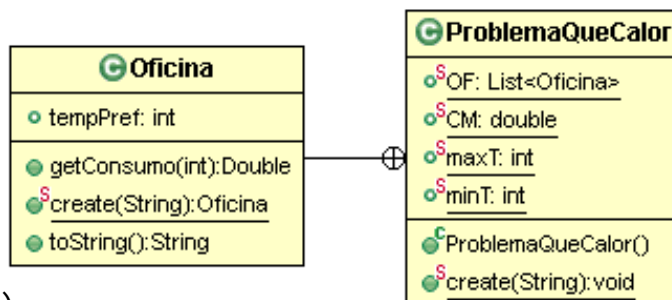 Oficina
tempPref: int
getConsumo(int):Double
create(String):Oficina
toString():String
ProblemaQueCalor
OF: List<Oficina>
CM: double
maxT: int
minT: int
ProblemaQueCalor()
create(String):void
)